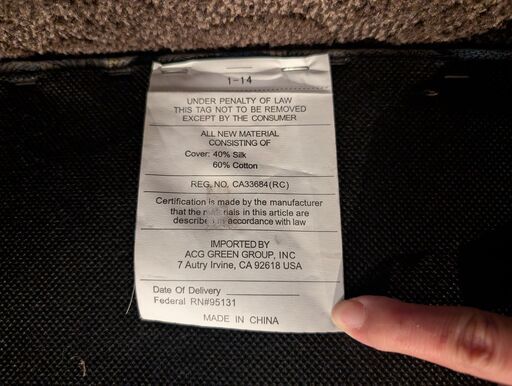 1-14
UNDER PENALTY OF LAW
THIS TAG NOT TO BE REMOVED
EXCEPT BY THE CONSUMER
ALL NEW MATERIAL
CONSISTING OF
Cover: 40% Silk
60% Cotton
REG. NO. CA33684(RC)
Certification is made by the manufacturer
that the materials in this article are
described in accordance with law
IMPORTED BY
ACG GREEN GROUP, INC
7 Autry Irvine, CA 92618 USA
Date Of Delivery
Federal RN#95131
MADE IN CHINA